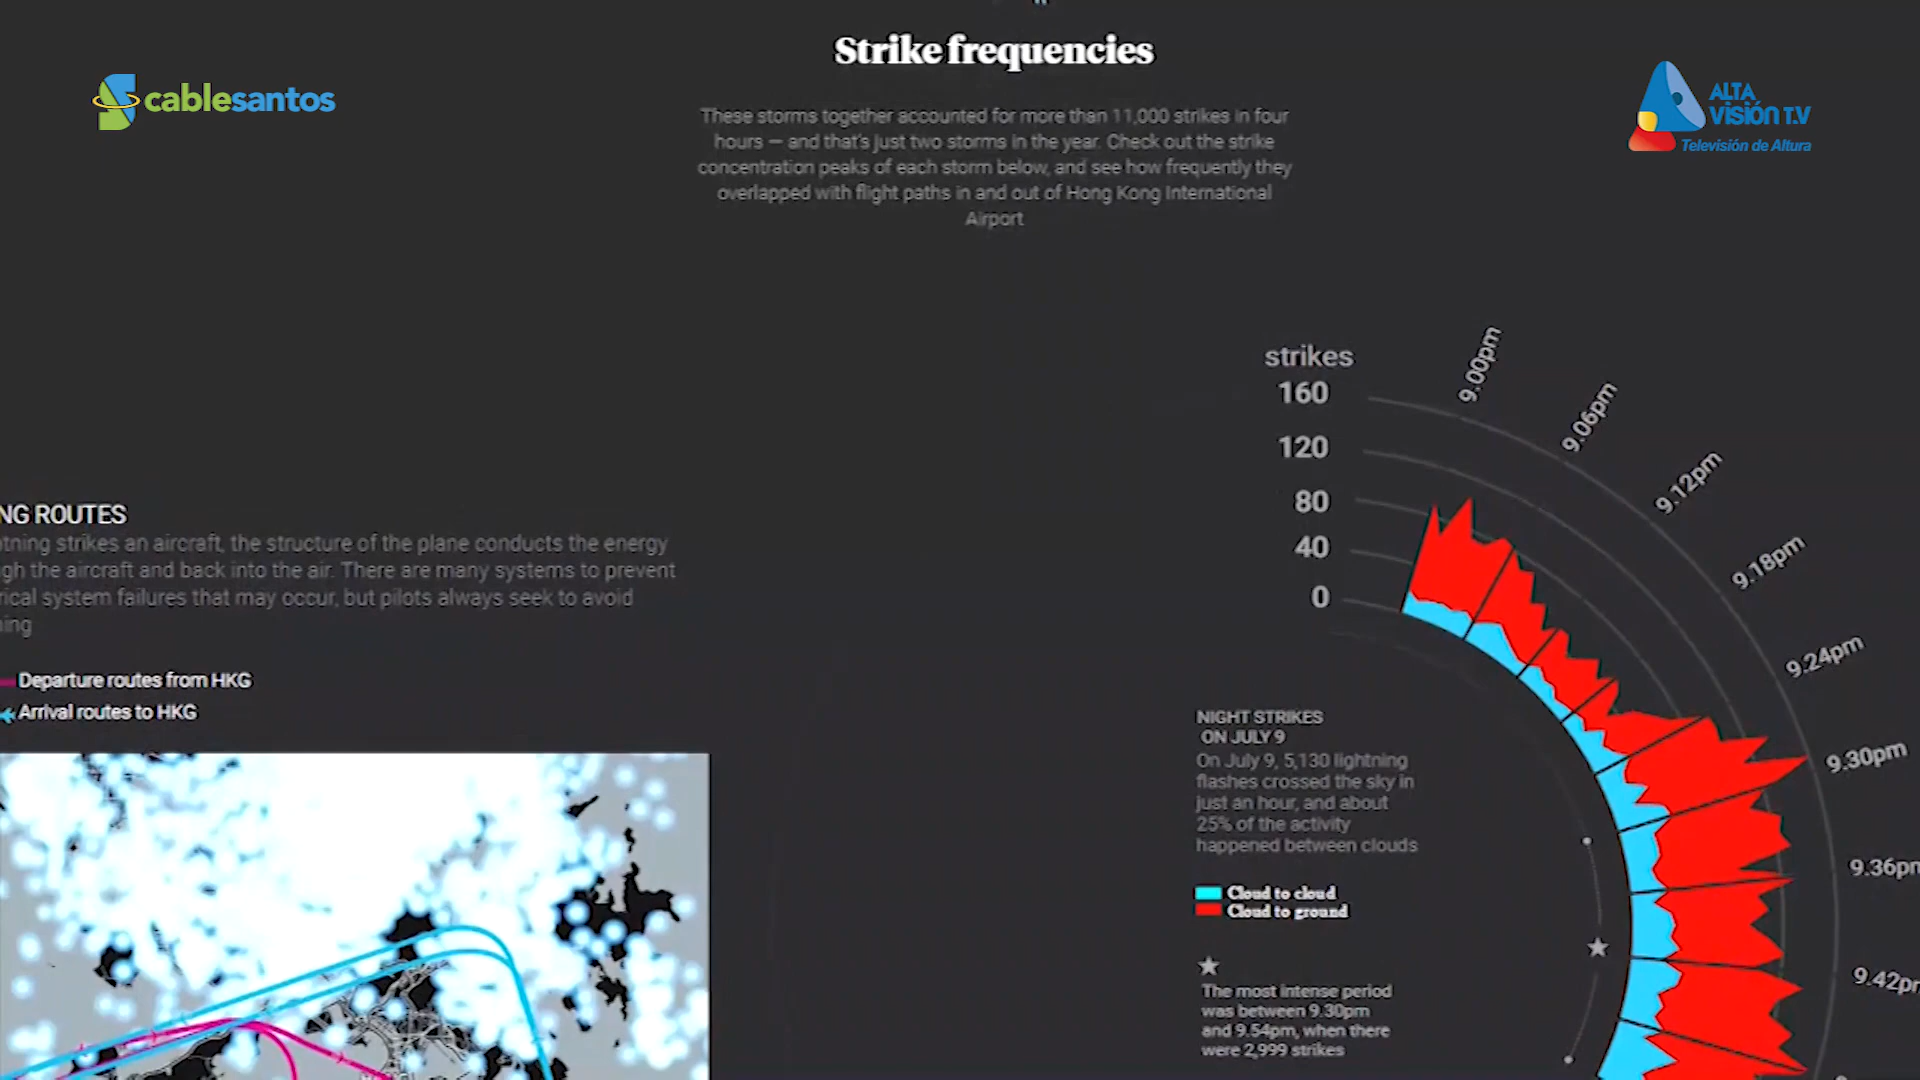 Strike frequencies
cablesantos
ALTA
VISIÓN T.V
Televisión de Altura
These storms together accounted for more than 11,000 strikes in four
hours — and that's just two storms in the year. Check out the strike
concentration peaks of each storm below, and see how frequently they
overlapped with flight paths in and out of Hong Kong International
Airport
strikes
160
120
80
40
0
9.00pm
9.06pm
9.12pm
9.18pm
9.24pm
9.30pm
9.36pm
9.42pm
NG ROUTES
tning strikes an aircraft, the structure of the plane conducts the energy
gh the aircraft and back into the air. There are many systems to prevent
rical system failures that may occur, but pilots always seek to avoid
ing
Departure routes from HKG
Arrival routes to HKG
NIGHT STRIKES
ON JULY 9
On July 9, 5,130 lightning
flashes crossed the sky in
just an hour, and about
25% of the activity
happened between clouds
Cloud to cloud
Cloud to ground
The most intense period
was between 9.30pm
and 9.54pm, when there
were 2,999 strikes